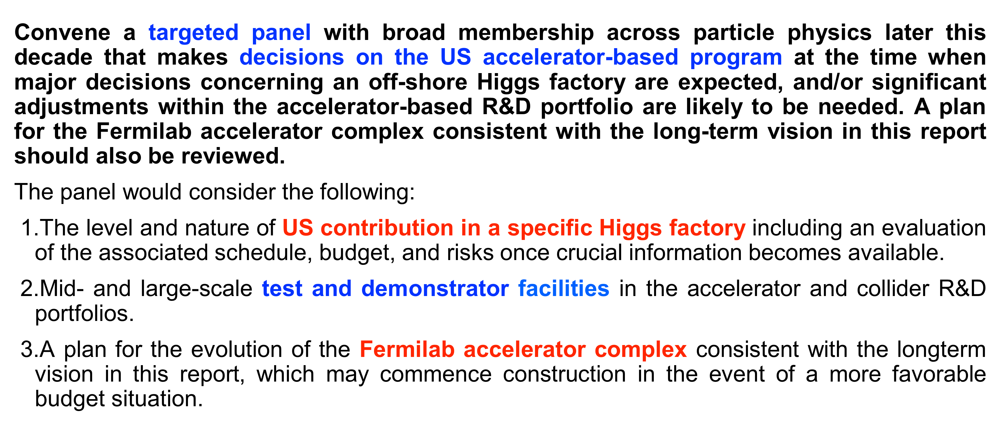 Convene a targeted panel with broad membership across particle physics later this
decade that makes decisions on the US accelerator-based program at the time when
major decisions concerning an off-shore Higgs factory are expected, and/or significant
adjustments within the accelerator-based R&D portfolio are likely to be needed. A plan
for the Fermilab accelerator complex consistent with the long-term vision in this report
should also be reviewed.
The panel would consider the following:
1.The level and nature of US contribution in a specific Higgs factory including an evaluation
of the associated schedule, budget, and risks once crucial information becomes available.
2.Mid- and large-scale test and demonstrator facilities in the accelerator and collider R&D
portfolios.
3.A plan for the evolution of the Fermilab accelerator complex consistent with the longterm
vision in this report, which may commence construction in the event of a more favorable
budget situation.